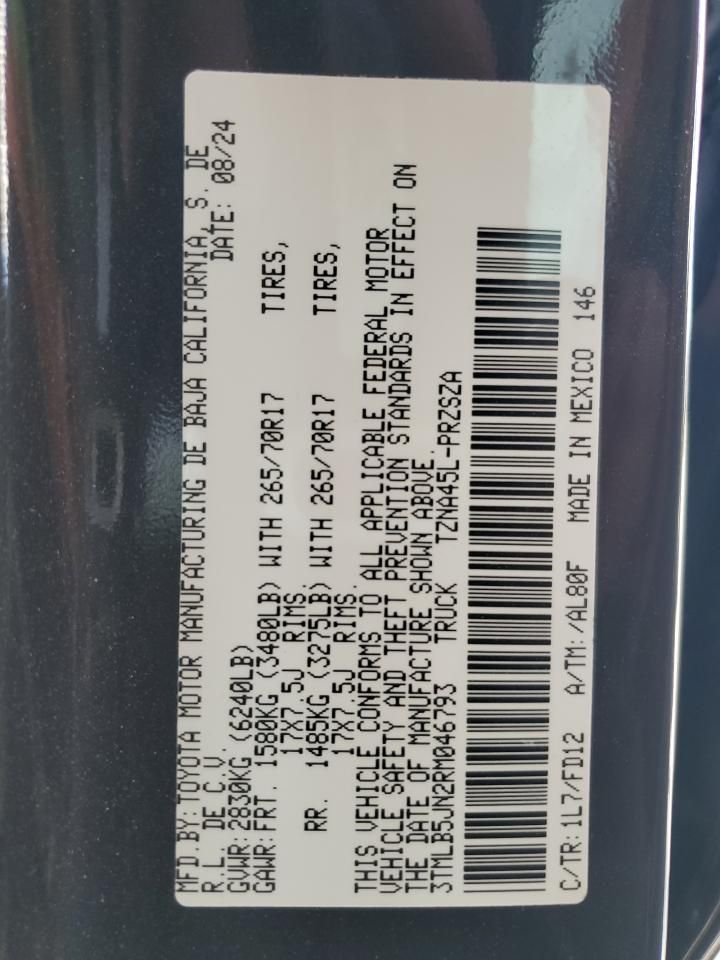 MFD.BY:TOYOTA MOTOR MANUFACTURING DE BAJA CALIFORNIA, S. DE
R.L. DE C.V. DATE: 08/24
GVWR:2830KG (6240LB)
GAWR:FRT. 1580KG (3480LB) WITH 265/70R17 TIRES,
17X7.5J RIMS.
RR. 1485KG (3275LB) WITH 265/70R17 TIRES,
17X7.5J RIMS.
THIS VEHICLE CONFORMS TO ALL APPLICABLE FEDERAL MOTOR
VEHICLE SAFETY AND THEFT PREVENTION STANDARDS IN EFFECT ON
THE DATE OF MANUFACTURE SHOWN ABOVE.
3TMLB5JN2RM046793 TRUCK TZNA45L-PRZSZA
C/TR:1L7/FD12 A/TM:/AL80F MADE IN MEXICO 146